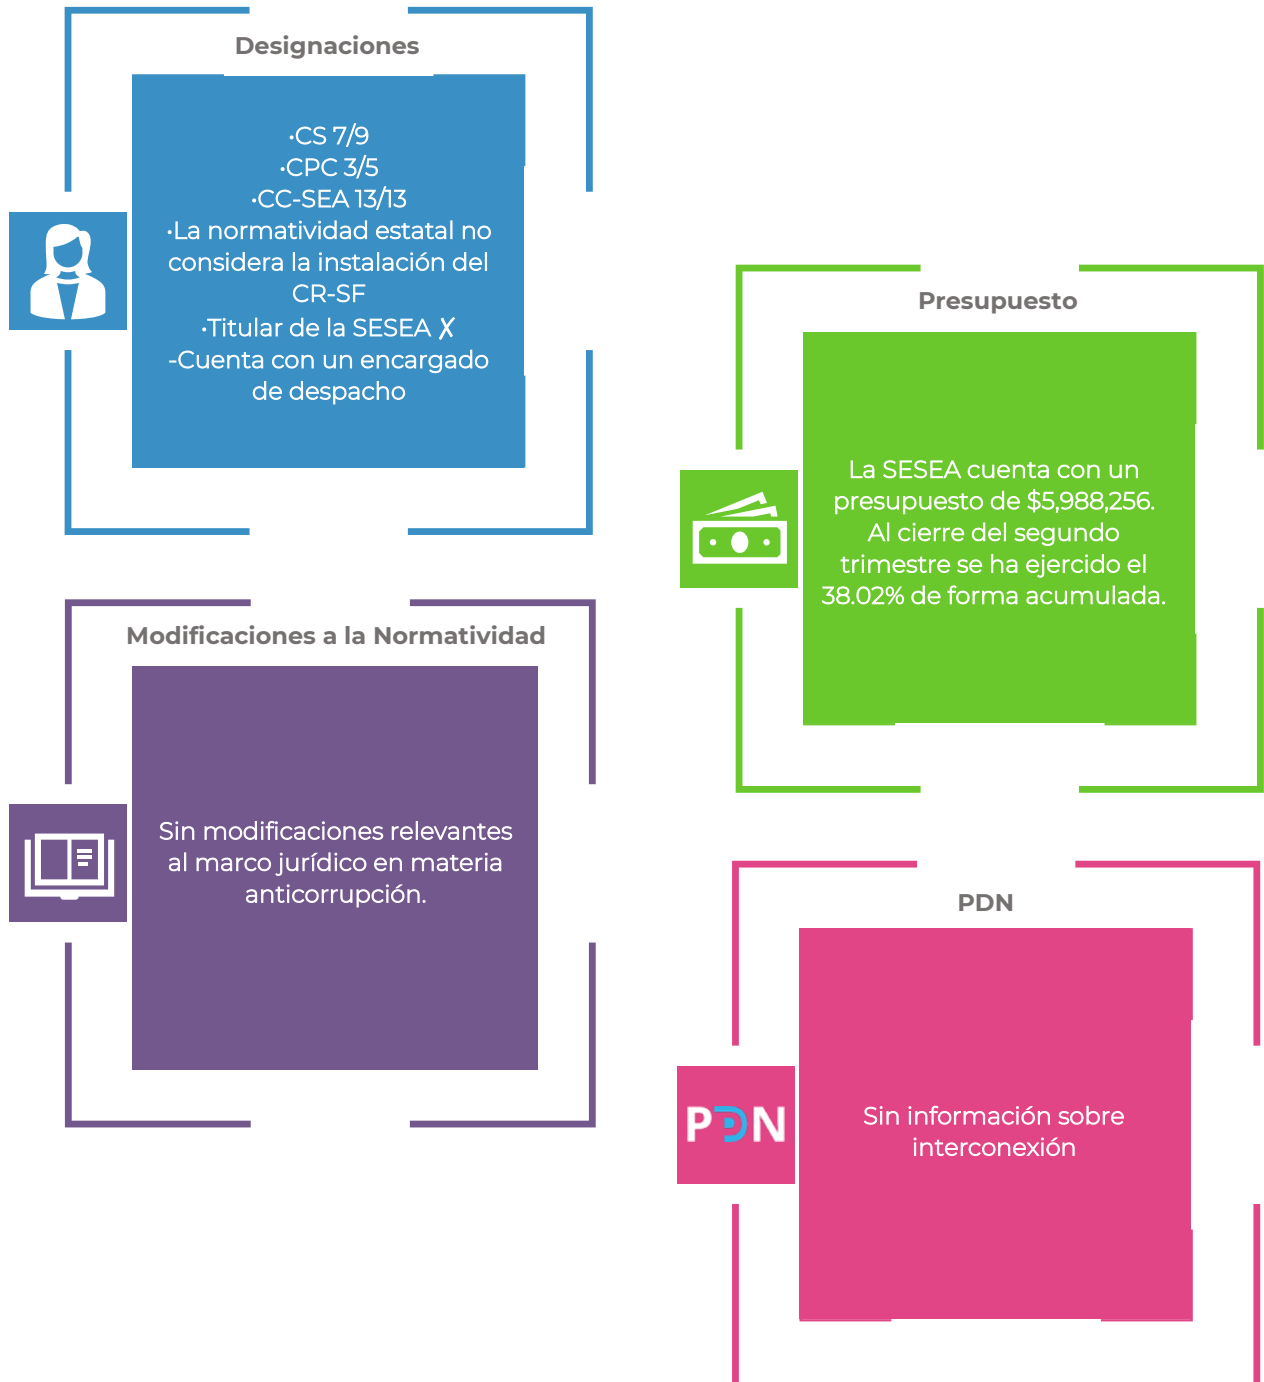 Designaciones
•CS 7/9
•CPC 3/5
•CC-SEA 13/13
•La normatividad estatal no
considera la instalación del
CR-SF
•Titular de la SESEA ✗
-Cuenta con un encargado
de despacho
Modificaciones a la Normatividad
Sin modificaciones relevantes
al marco jurídico en materia
anticorrupción.
Presupuesto
La SESEA cuenta con un
presupuesto de $5,988,256.
Al cierre del segundo
trimestre se ha ejercido el
38.02% de forma acumulada.
PDN
PDN
Sin información sobre
interconexión